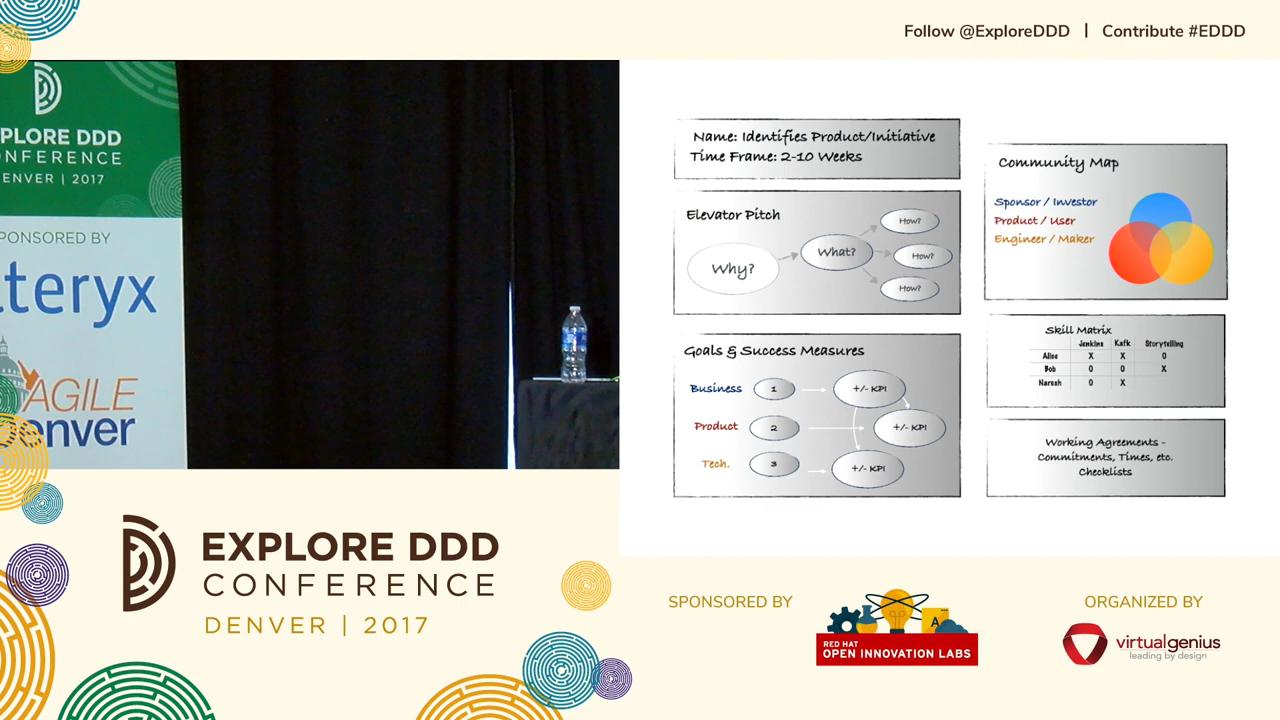 Follow @ExploreDDD | Contribute #EDDD
PLORE DDD
ONFERENCE
ENVER | 2017
PONSORED BY
teryx
AGILE
enver
Name: Identifies Product/Initiative
Time Frame: 2-10 Weeks
Elevator Pitch
Why?
What?
How?
How?
How?
Goals & Success Measures
Business 1 +/- KPI
Product 2 +/- KPI
Tech. 3 +/- KPI
Community Map
Sponsor / Investor
Product / User
Engineer / Maker
Skill Matrix
Jenkins Kafk Storytelling
Alice X X O
Bob O O X
Naresh O X
Working Agreements -
Commitments, Times, etc.
Checklists
EXPLORE DDD
CONFERENCE
DENVER | 2017
SPONSORED BY
RED HAT
OPEN INNOVATION LABS
A
ORGANIZED BY
virtualgenius
leading by design